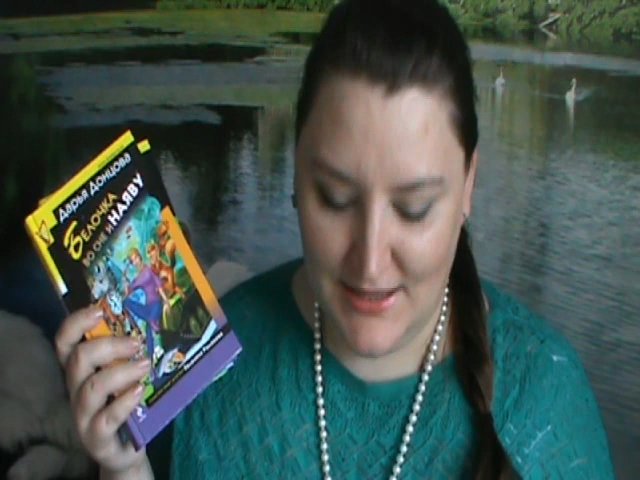 Дарья Донцова
Белочка
во сне и наяву